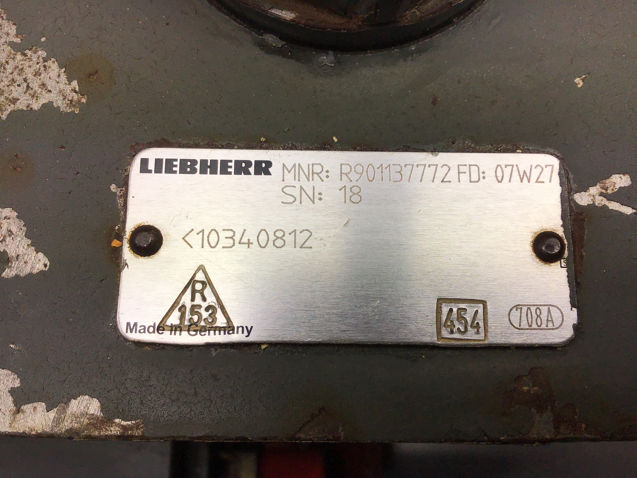 LIEBHERR MNR: R901137772 FD: 07W27
SN: 18
<10340812
R
153
Made in Germany
454
708A